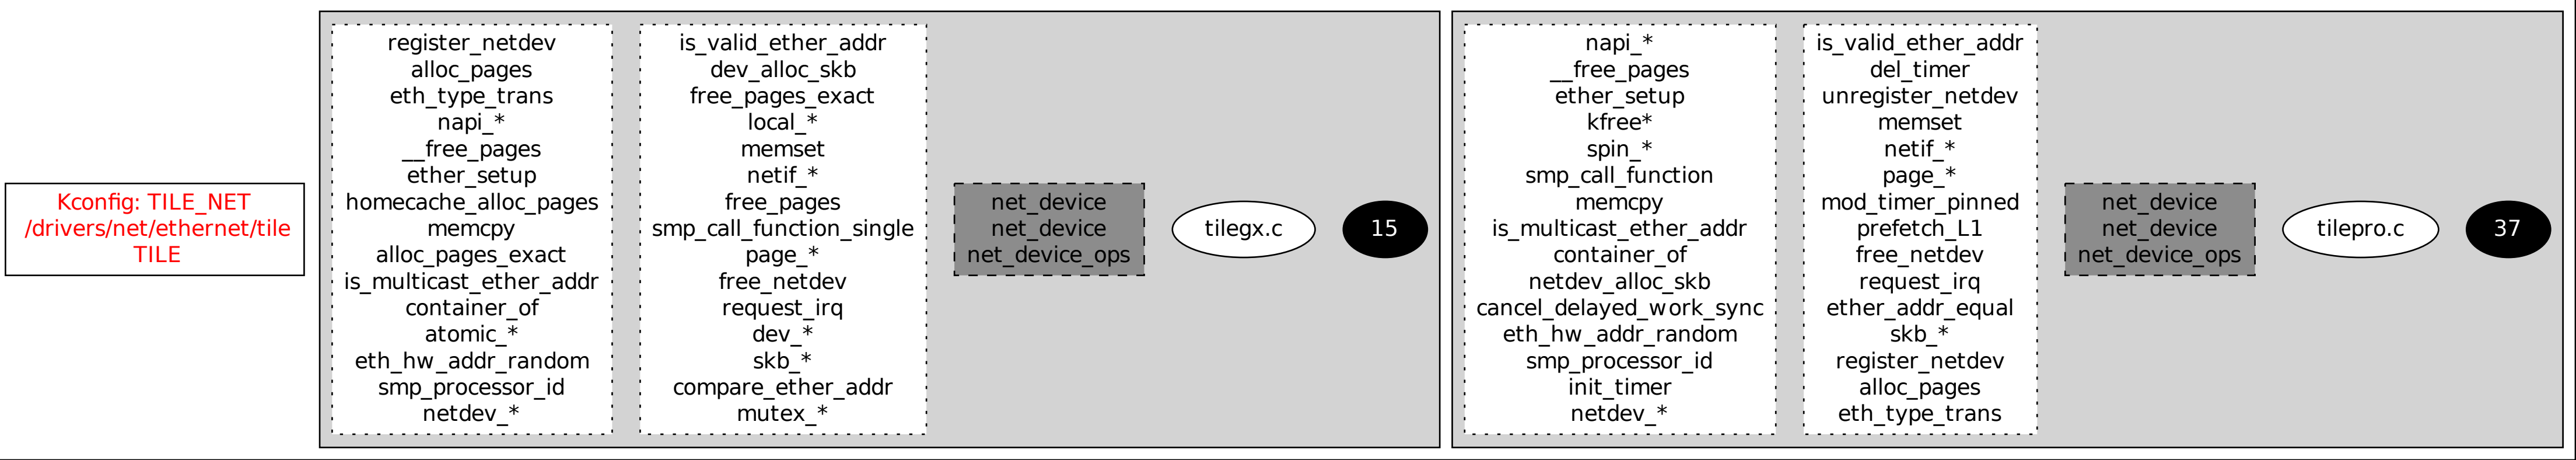 Kconfig: TILE_NET
/drivers/net/ethernet/tile
TILE
register_netdev
alloc_pages
eth_type_trans
napi_*
__free_pages
ether_setup
homecache_alloc_pages
memcpy
alloc_pages_exact
is_multicast_ether_addr
container_of
atomic_*
eth_hw_addr_random
smp_processor_id
netdev_*
is_valid_ether_addr
dev_alloc_skb
free_pages_exact
local_*
memset
netif_*
free_pages
smp_call_function_single
page_*
free_netdev
request_irq
dev_*
skb_*
compare_ether_addr
mutex_*
net_device
net_device
net_device_ops
tilegx.c
15
napi_*
__free_pages
ether_setup
kfree*
spin_*
smp_call_function
memcpy
is_multicast_ether_addr
container_of
netdev_alloc_skb
cancel_delayed_work_sync
eth_hw_addr_random
smp_processor_id
init_timer
netdev_*
is_valid_ether_addr
del_timer
unregister_netdev
memset
netif_*
page_*
mod_timer_pinned
prefetch_L1
free_netdev
request_irq
ether_addr_equal
skb_*
register_netdev
alloc_pages
eth_type_trans
net_device
net_device
net_device_ops
tilepro.c
37